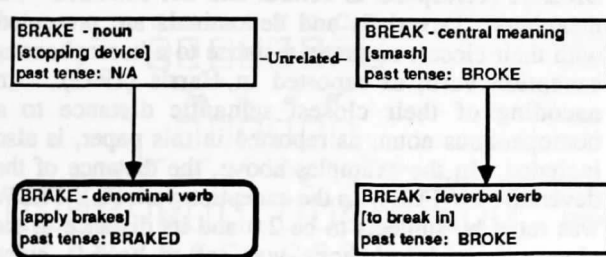 BRAKE - noun
[stopping device]
past tense: N/A
-Unrelated-
BREAK - central meaning
[smash]
past tense: BROKE
BRAKE - denominal verb
[apply brakes]
past tense: BRAKED
BREAK - deverbal verb
[to break in]
past tense: BROKE